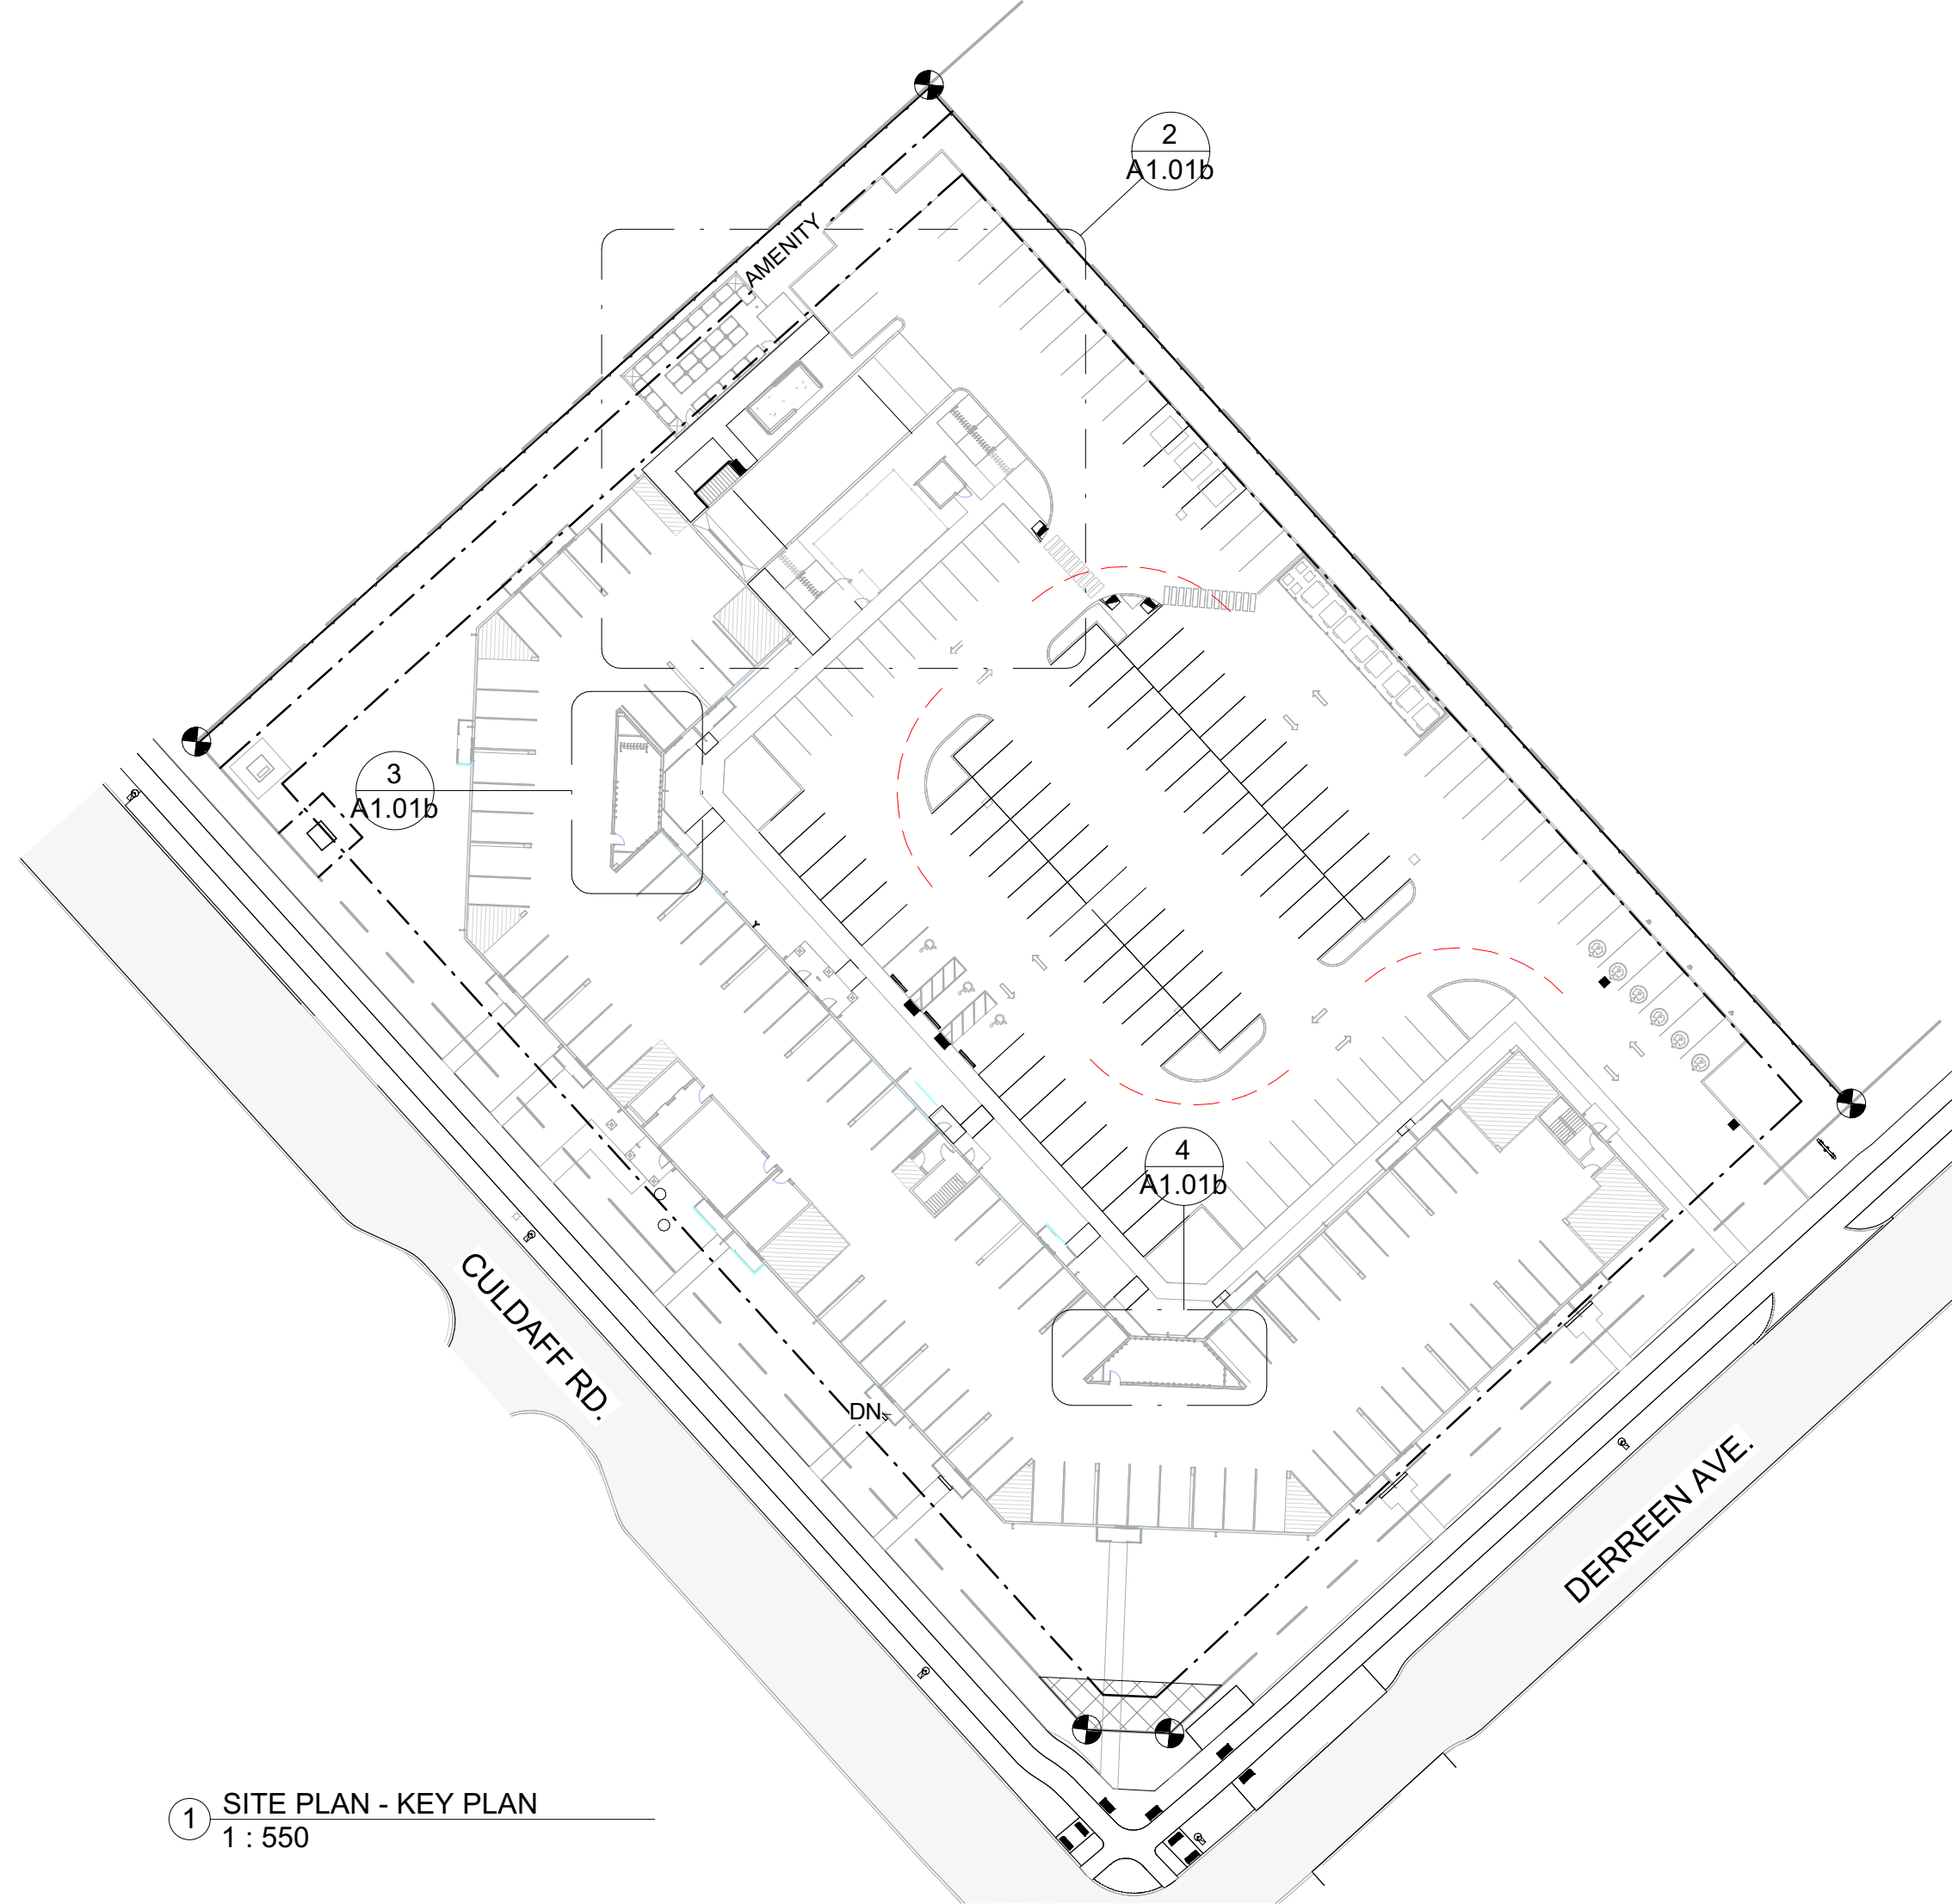 2
A1.01b
AMENITY
3
A1.01b
4
A1.01b
CULDAFF RD.
DN
DERREEN AVE.
1
SITE PLAN - KEY PLAN
1 : 550